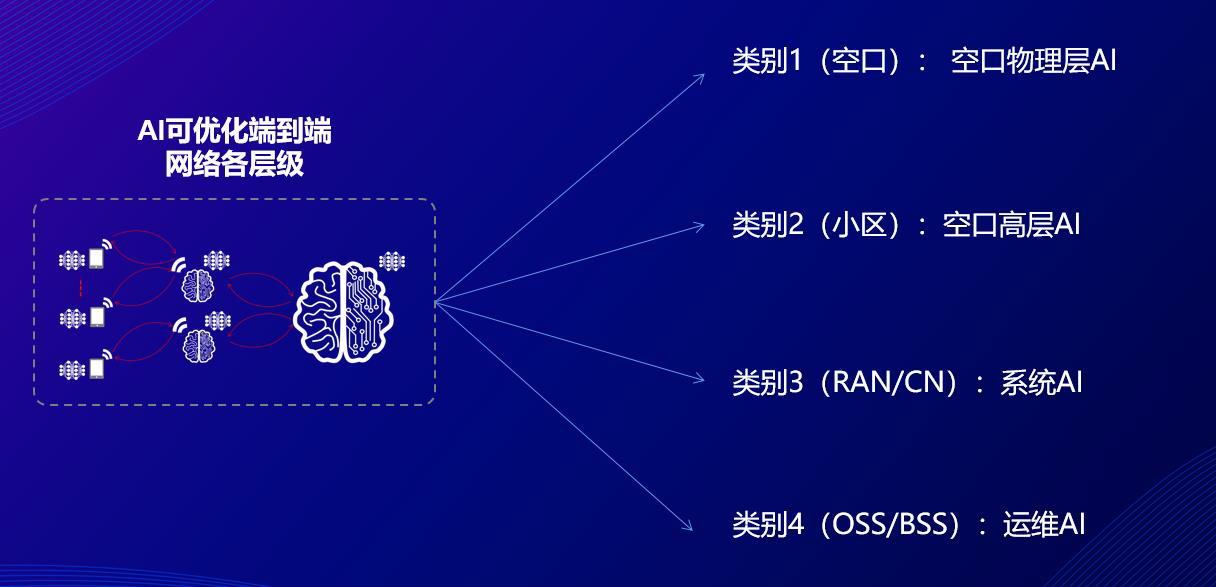 AI可优化端到端
网络各层级
类别1（空口）： 空口物理层AI
类别2（小区）：空口高层AI
类别3（RAN/CN）：系统AI
类别4（OSS/BSS）：运维AI